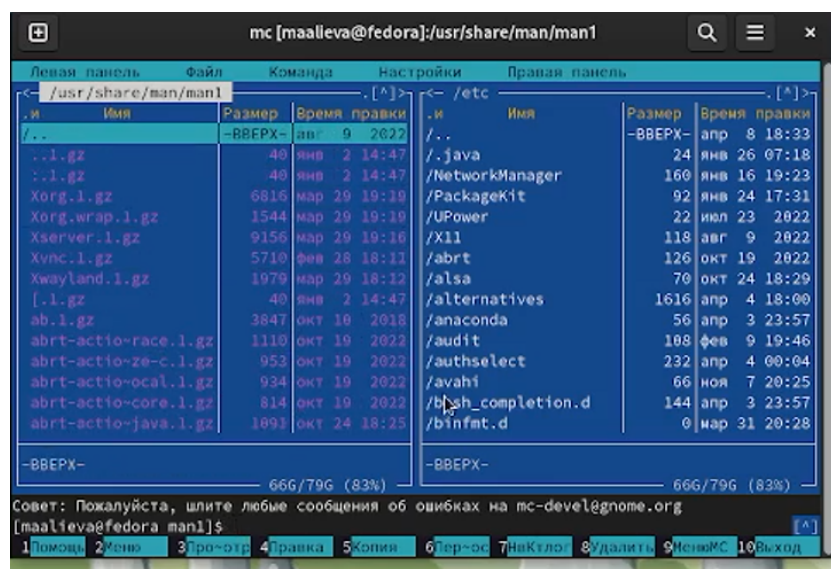 mc [maalieva@fedora]:/usr/share/man/man1
Левая панель Файл Команда Настройки Правая панель
<- /usr/share/man/man1 .[^]> <- /etc .[^]>
.и Имя Размер Время правки .и Имя Размер Время правки
/.. -ВВЕРХ- авг 9 2022 /.. -ВВЕРХ- апр 8 18:33
..1.gz 40 янв 2 14:47 /.java 24 янв 26 07:18
:.1.gz 40 янв 2 14:47 /NetworkManager 160 янв 16 19:23
Xorg.1.gz 6816 мар 29 19:19 /PackageKit 92 янв 24 17:31
Xorg.wrap.1.gz 1544 мар 29 19:19 /UPower 22 июл 23 2022
Xserver.1.gz 9156 мар 29 19:16 /X11 118 авг 9 2022
Xvnc.1.gz 5710 фев 28 18:11 /abrt 126 окт 19 2022
Xwayland.1.gz 1979 мар 29 18:12 /alsa 70 окт 24 18:29
[.1.gz 40 янв 2 14:47 /alternatives 1616 апр 4 18:00
ab.1.gz 3847 окт 10 2018 /anaconda 56 апр 3 23:57
abrt-actio~race.1.gz 1110 окт 19 2022 /audit 108 фев 9 19:46
abrt-actio~ze-c.1.gz 953 окт 19 2022 /authselect 232 апр 4 00:04
abrt-actio~ocal.1.gz 934 окт 19 2022 /avahi 66 ноя 7 20:25
abrt-actio~core.1.gz 814 окт 19 2022 /bash_completion.d 144 апр 3 23:57
abrt-actio~java.1.gz 1093 окт 24 18:25 /binfmt.d 0 мар 31 20:28
-ВВЕРХ- -ВВЕРХ-
66G/79G (83%) 66G/79G (83%)
Совет: Пожалуйста, шлите любые сообщения об ошибках на mc-devel@gnome.org
[maalieva@fedora man1]$ [^]
1Помощь 2Меню 3Про~отр 4Правка 5Копия 6Пер~ос 7НвКтлог 8Удалить 9МенюMC 10Выход